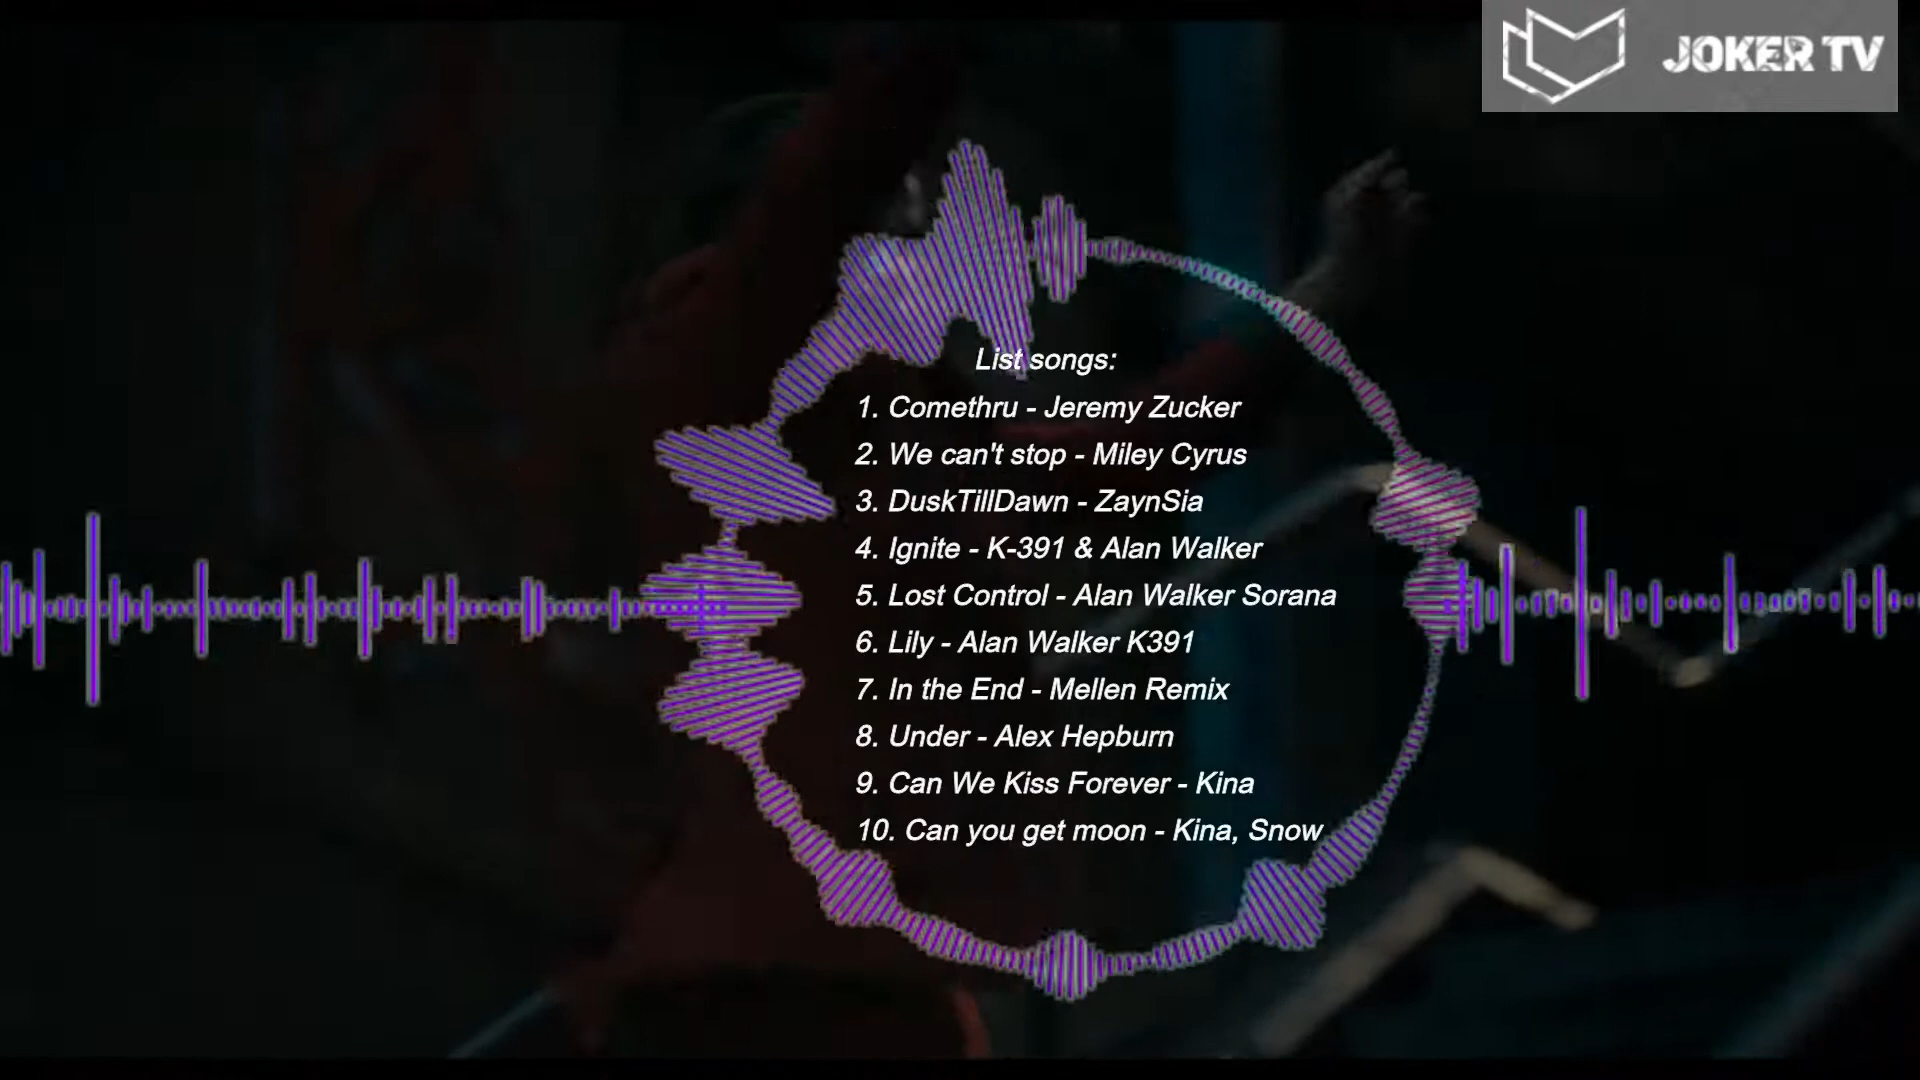 JOKER TV
List songs:
1. Comethru - Jeremy Zucker
2. We can't stop - Miley Cyrus
3. DuskTillDawn - ZaynSia
4. Ignite - K-391 & Alan Walker
5. Lost Control - Alan Walker Sorana
6. Lily - Alan Walker K391
7. In the End - Mellen Remix
8. Under - Alex Hepburn
9. Can We Kiss Forever - Kina
10. Can you get moon - Kina, Snow